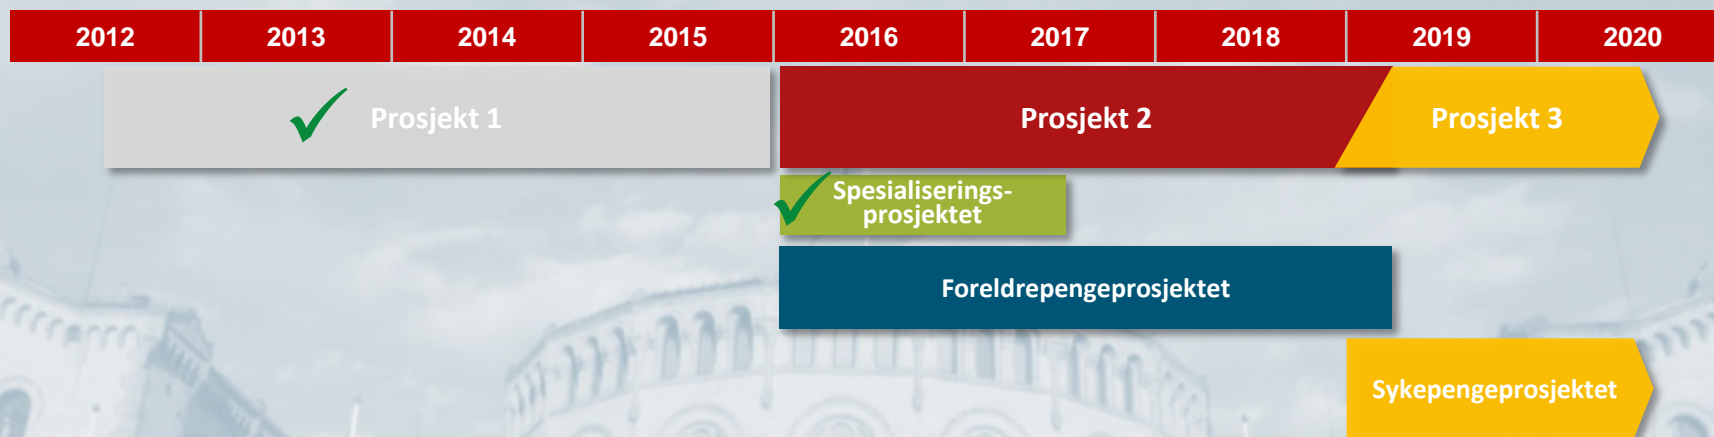 2012 2013 2014 2015 2016 2017 2018 2019 2020
Prosjekt 1 Prosjekt 2 Prosjekt 3
Spesialiserings-
prosjektet
Foreldrepengeprosjektet
Sykepengeprosjektet